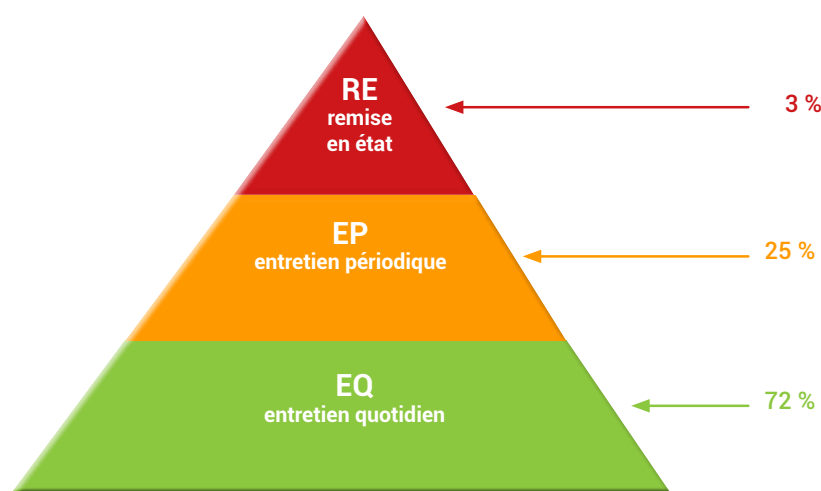 RE
remise
en état
3 %
EP
entretien périodique
25 %
EQ
entretien quotidien
72 %